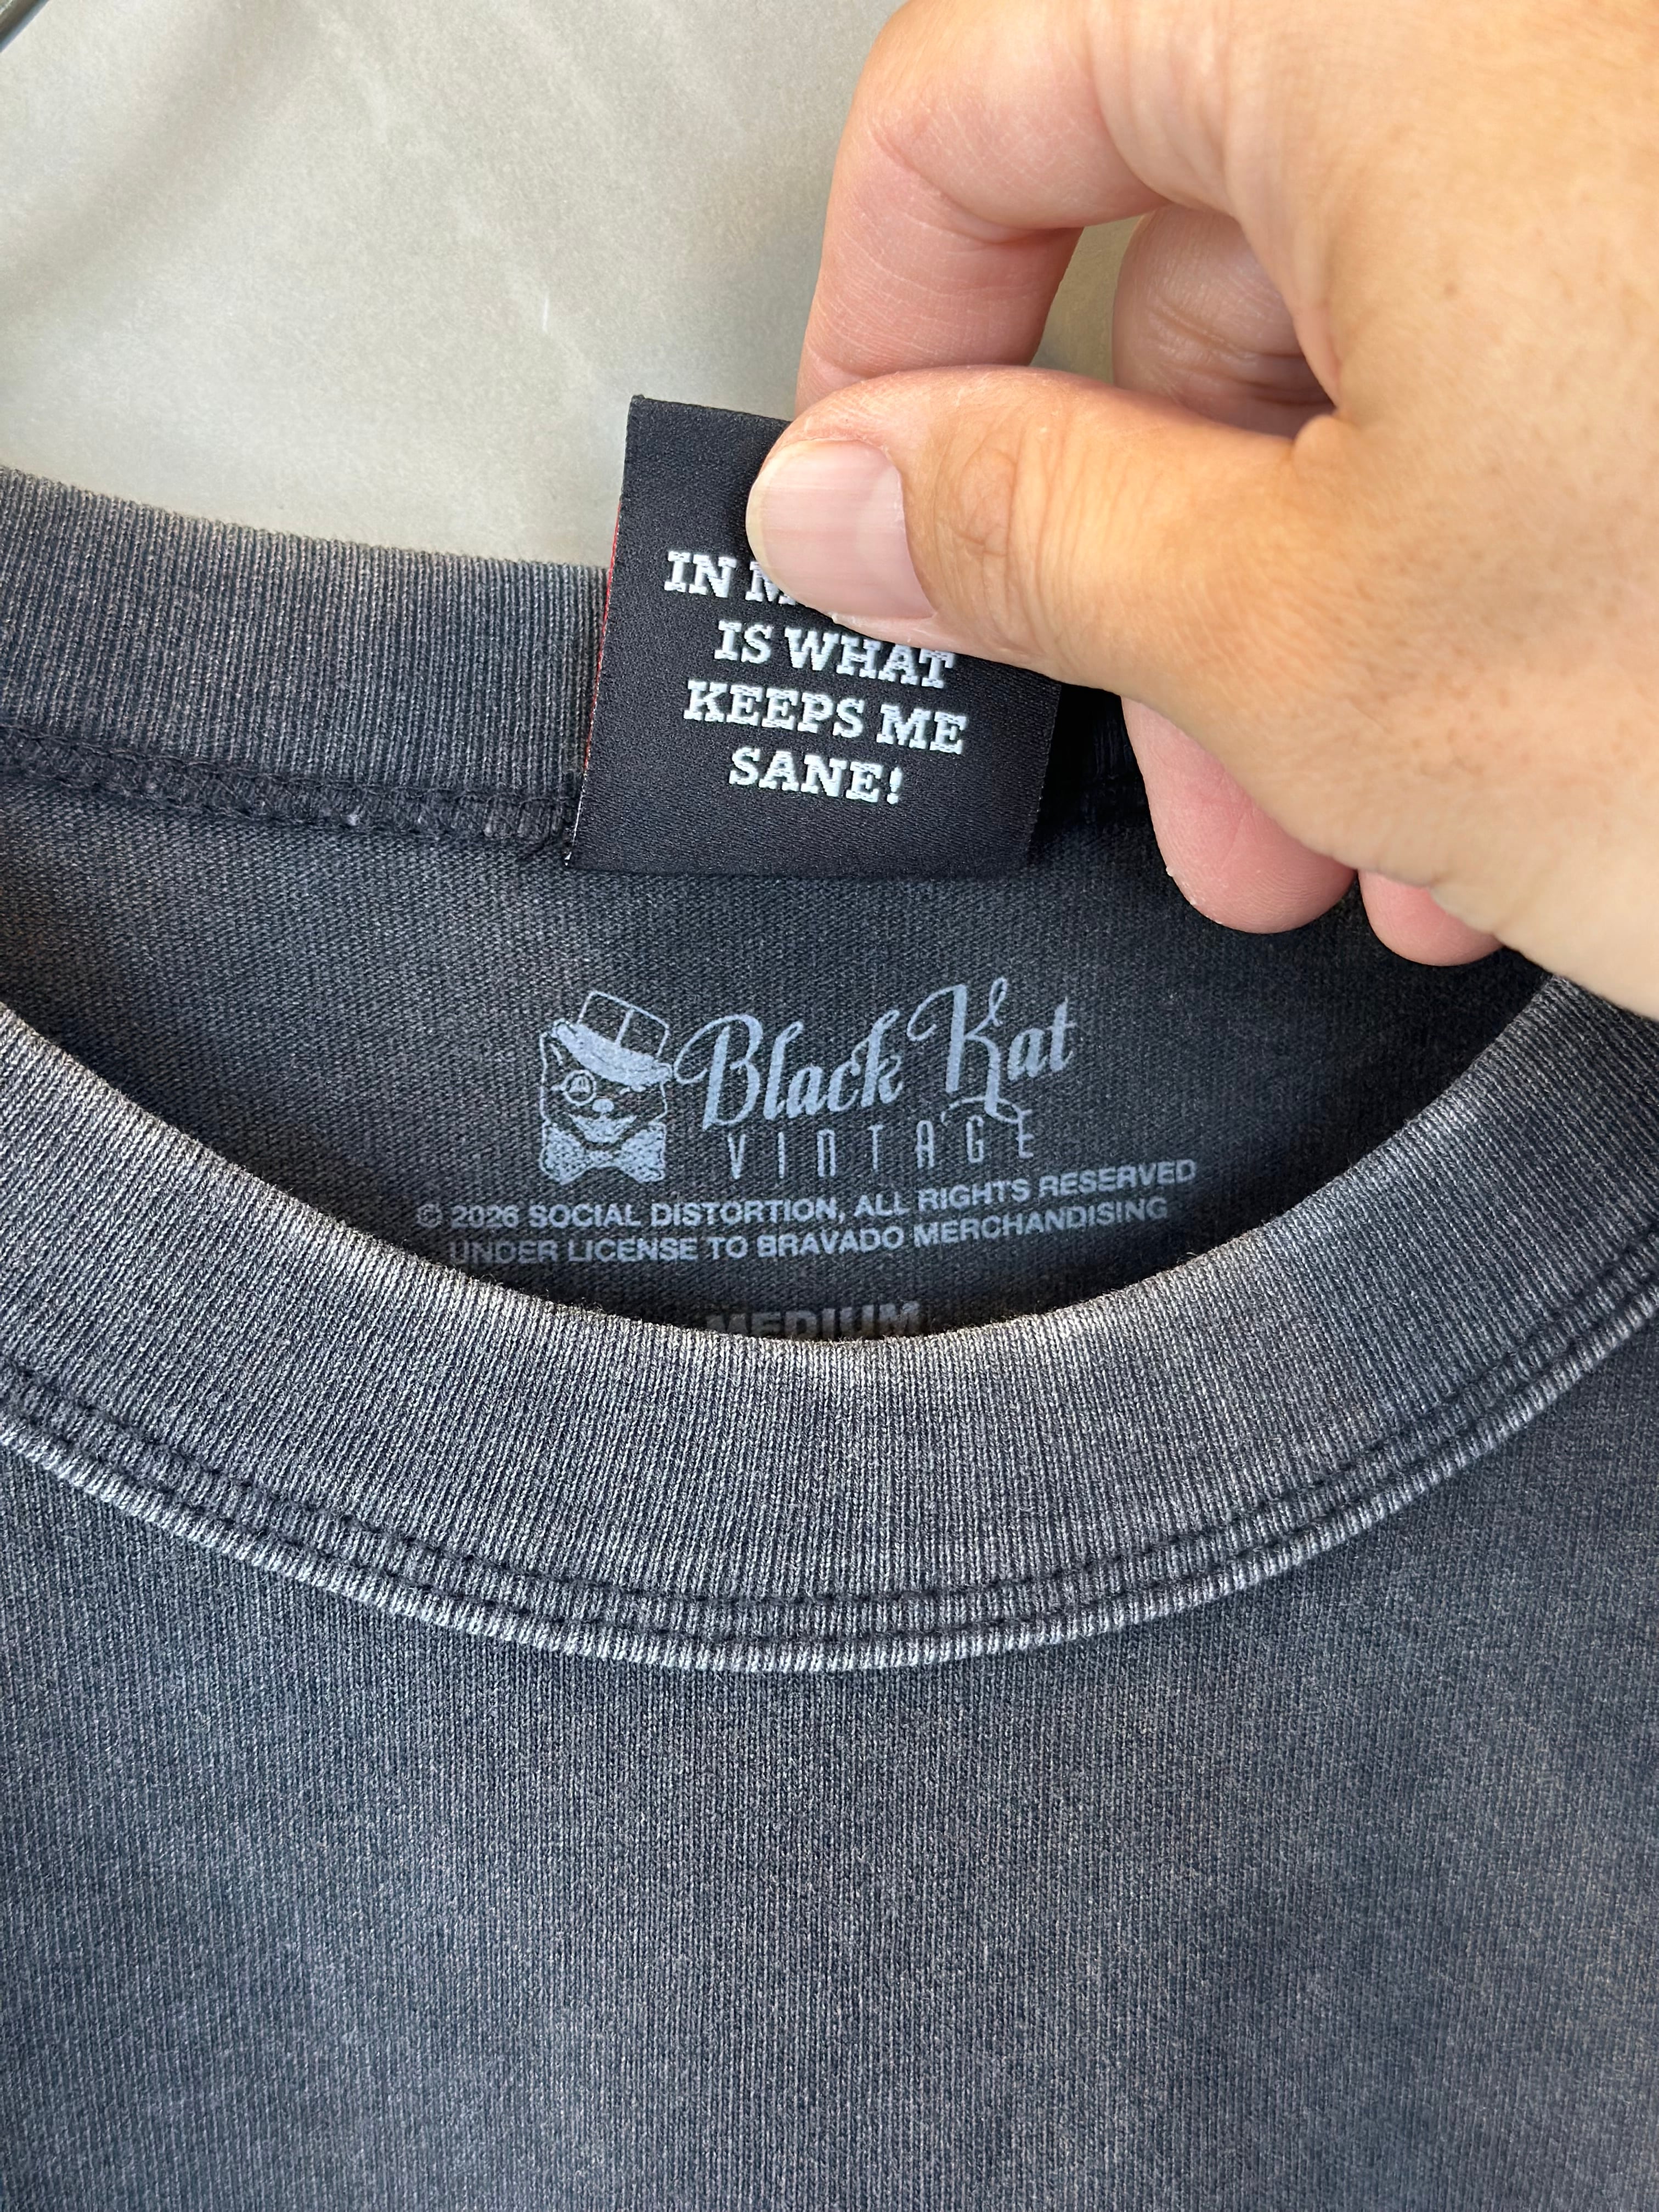 IN
IS WHAT
KEEPS ME
SANE!
Black Kat
VINTAGE
© 2026 SOCIAL DISTORTION, ALL RIGHTS RESERVED
UNDER LICENSE TO BRAVADO MERCHANDISING
MEDIUM